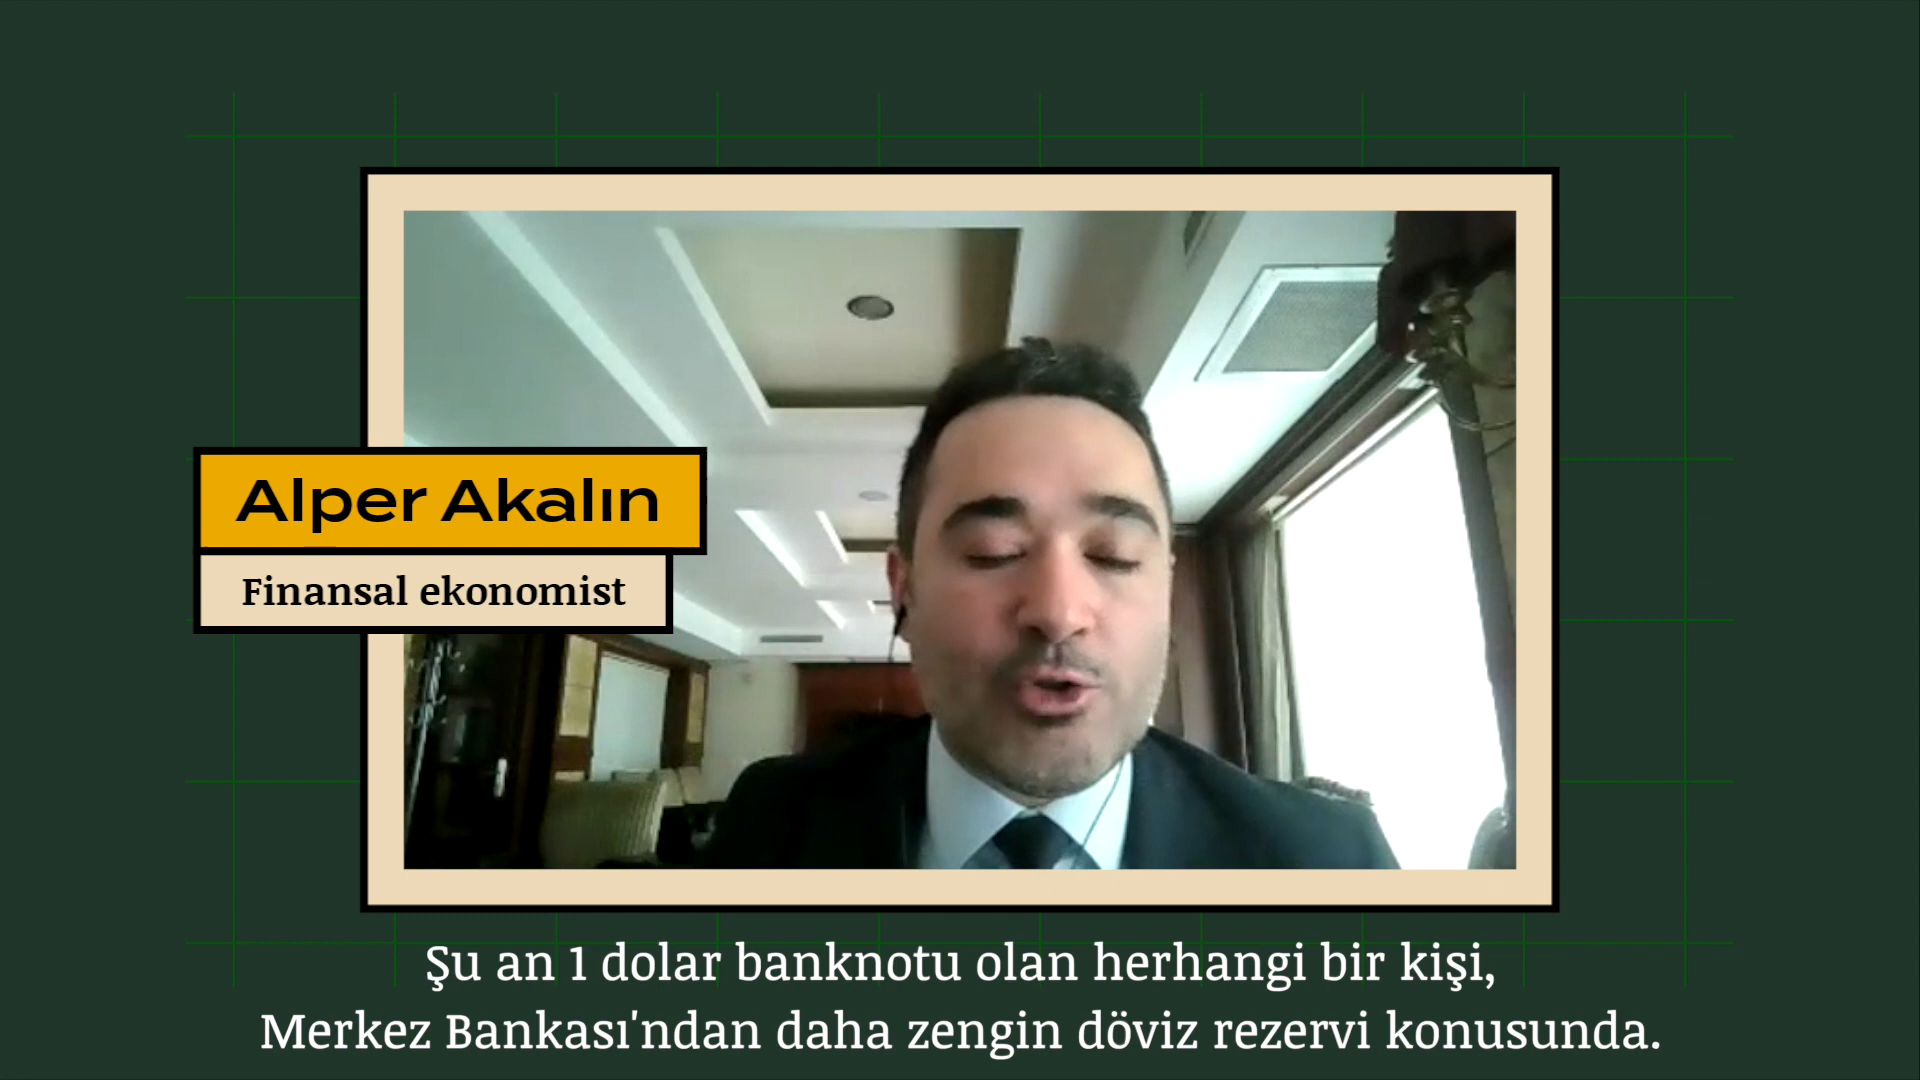 Alper Akalın
Finansal ekonomist
Şu an 1 dolar banknotu olan herhangi bir kişi,
Merkez Bankası'ndan daha zengin döviz rezervi konusunda.